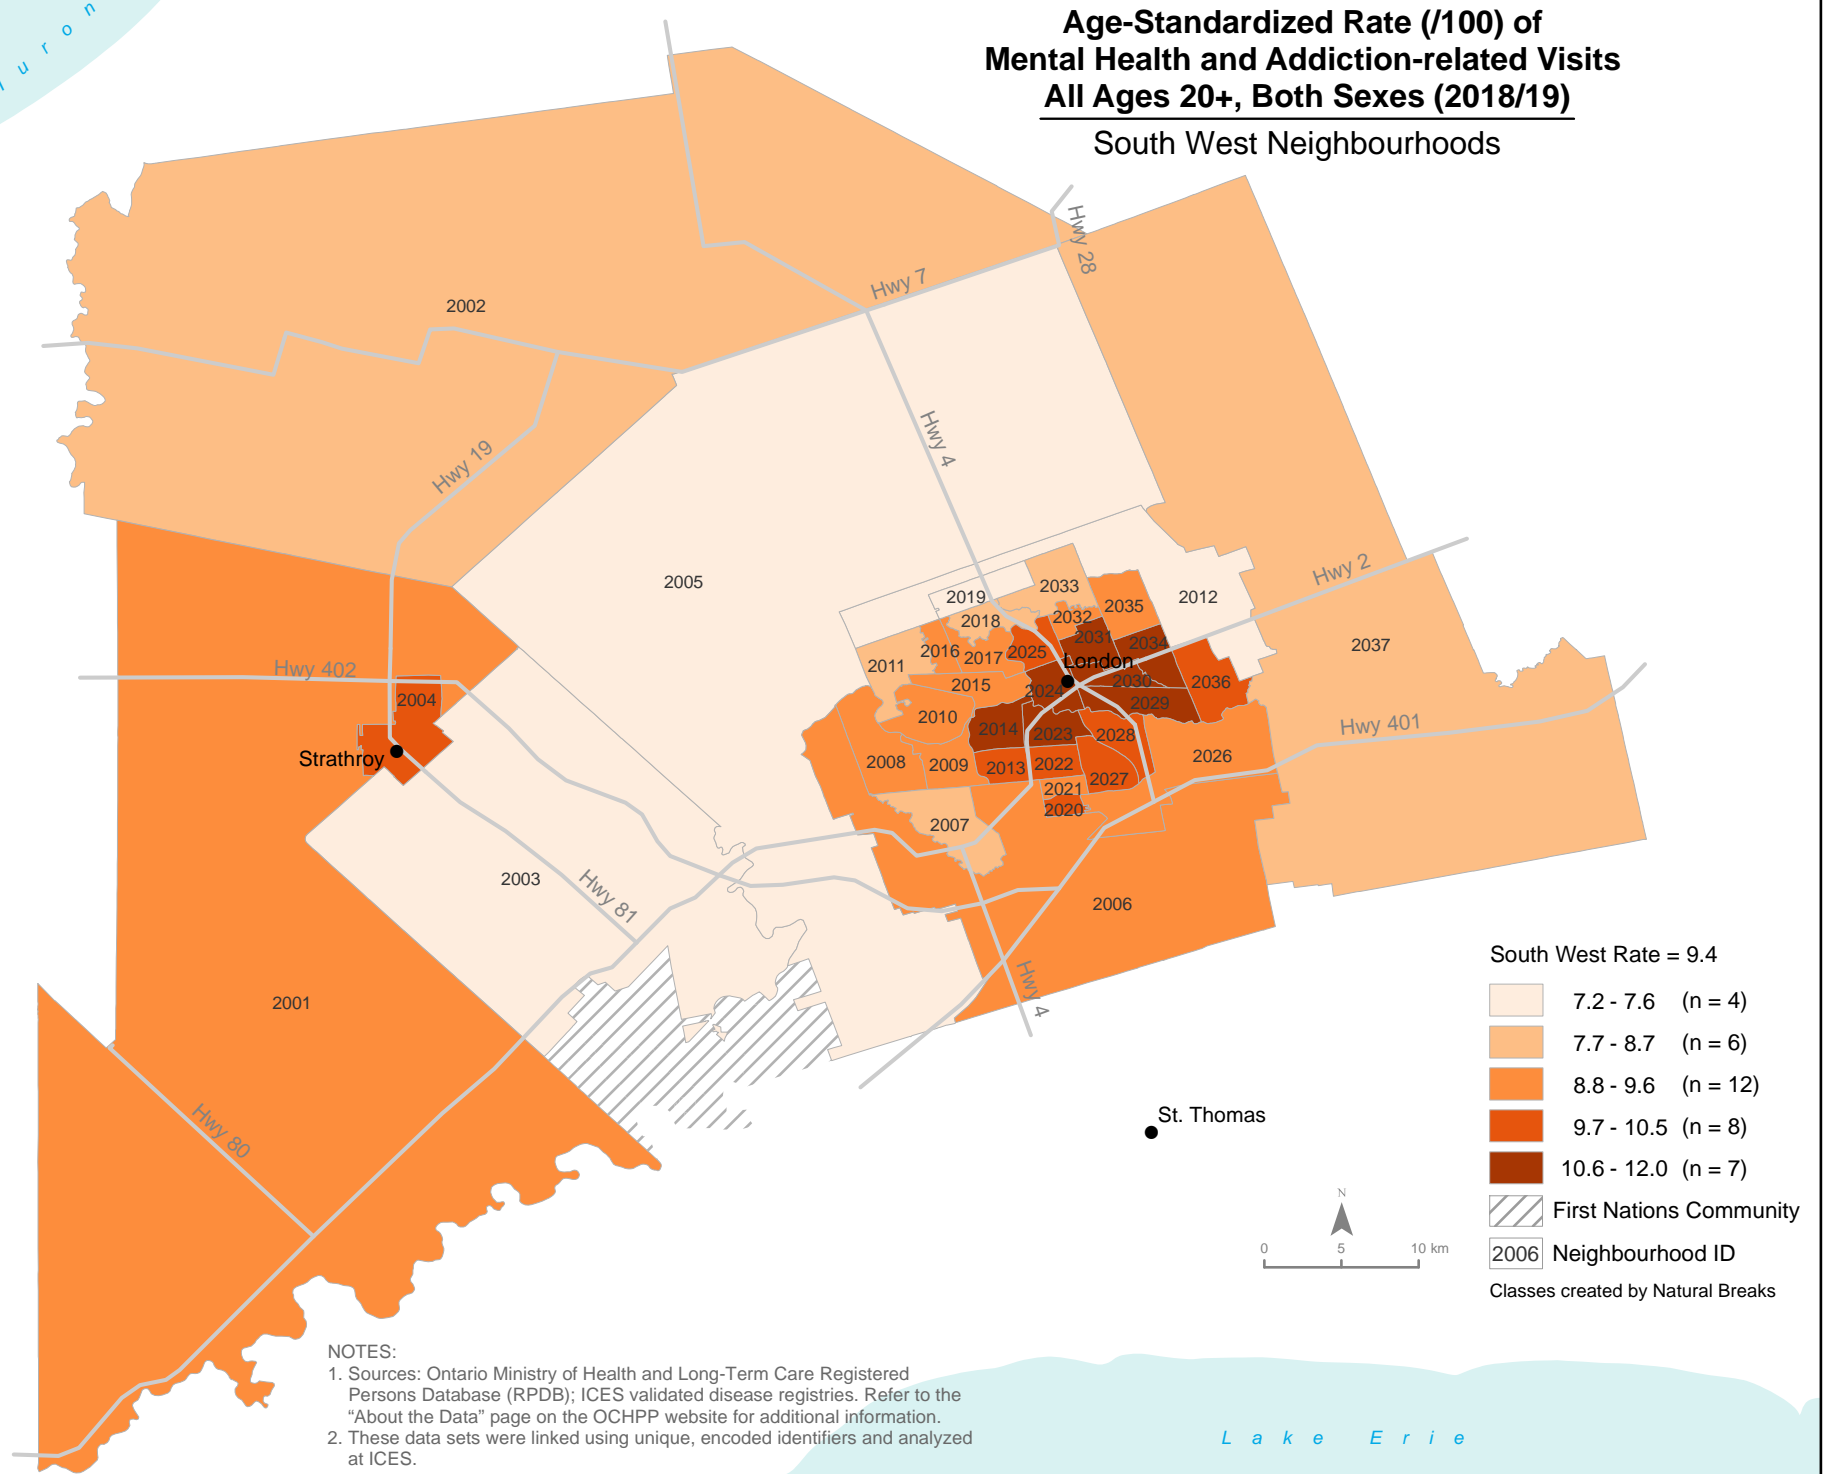 u r o n
Age-Standardized Rate (/100) of
Mental Health and Addiction-related Visits
All Ages 20+, Both Sexes (2018/19)
South West Neighbourhoods
Hwy 28
Hwy 7
2002
Hwy 4
Hwy 19
2005
Hwy 2
2033
2019
2012
2035
2032
2018
2031
2034
2037
2016
2017
2025
London
2011
Hwy 402
2015
2024
2030
2036
2004
2029
2010
Hwy 401
2014
2023
2028
Strathroy
2008
2009
2013
2022
2026
2027
2021
2020
2007
2003
Hwy 81
2006
Hwy 4
2001
Hwy 80
St. Thomas
South West Rate = 9.4
7.2 - 7.6 (n = 4)
7.7 - 8.7 (n = 6)
8.8 - 9.6 (n = 12)
9.7 - 10.5 (n = 8)
10.6 - 12.0 (n = 7)
First Nations Community
2006 Neighbourhood ID
Classes created by Natural Breaks
N
0 5 10 km
NOTES:
1. Sources: Ontario Ministry of Health and Long-Term Care Registered
Persons Database (RPDB); ICES validated disease registries. Refer to the
“About the Data” page on the OCHPP website for additional information.
2. These data sets were linked using unique, encoded identifiers and analyzed
at ICES.
Lake Erie